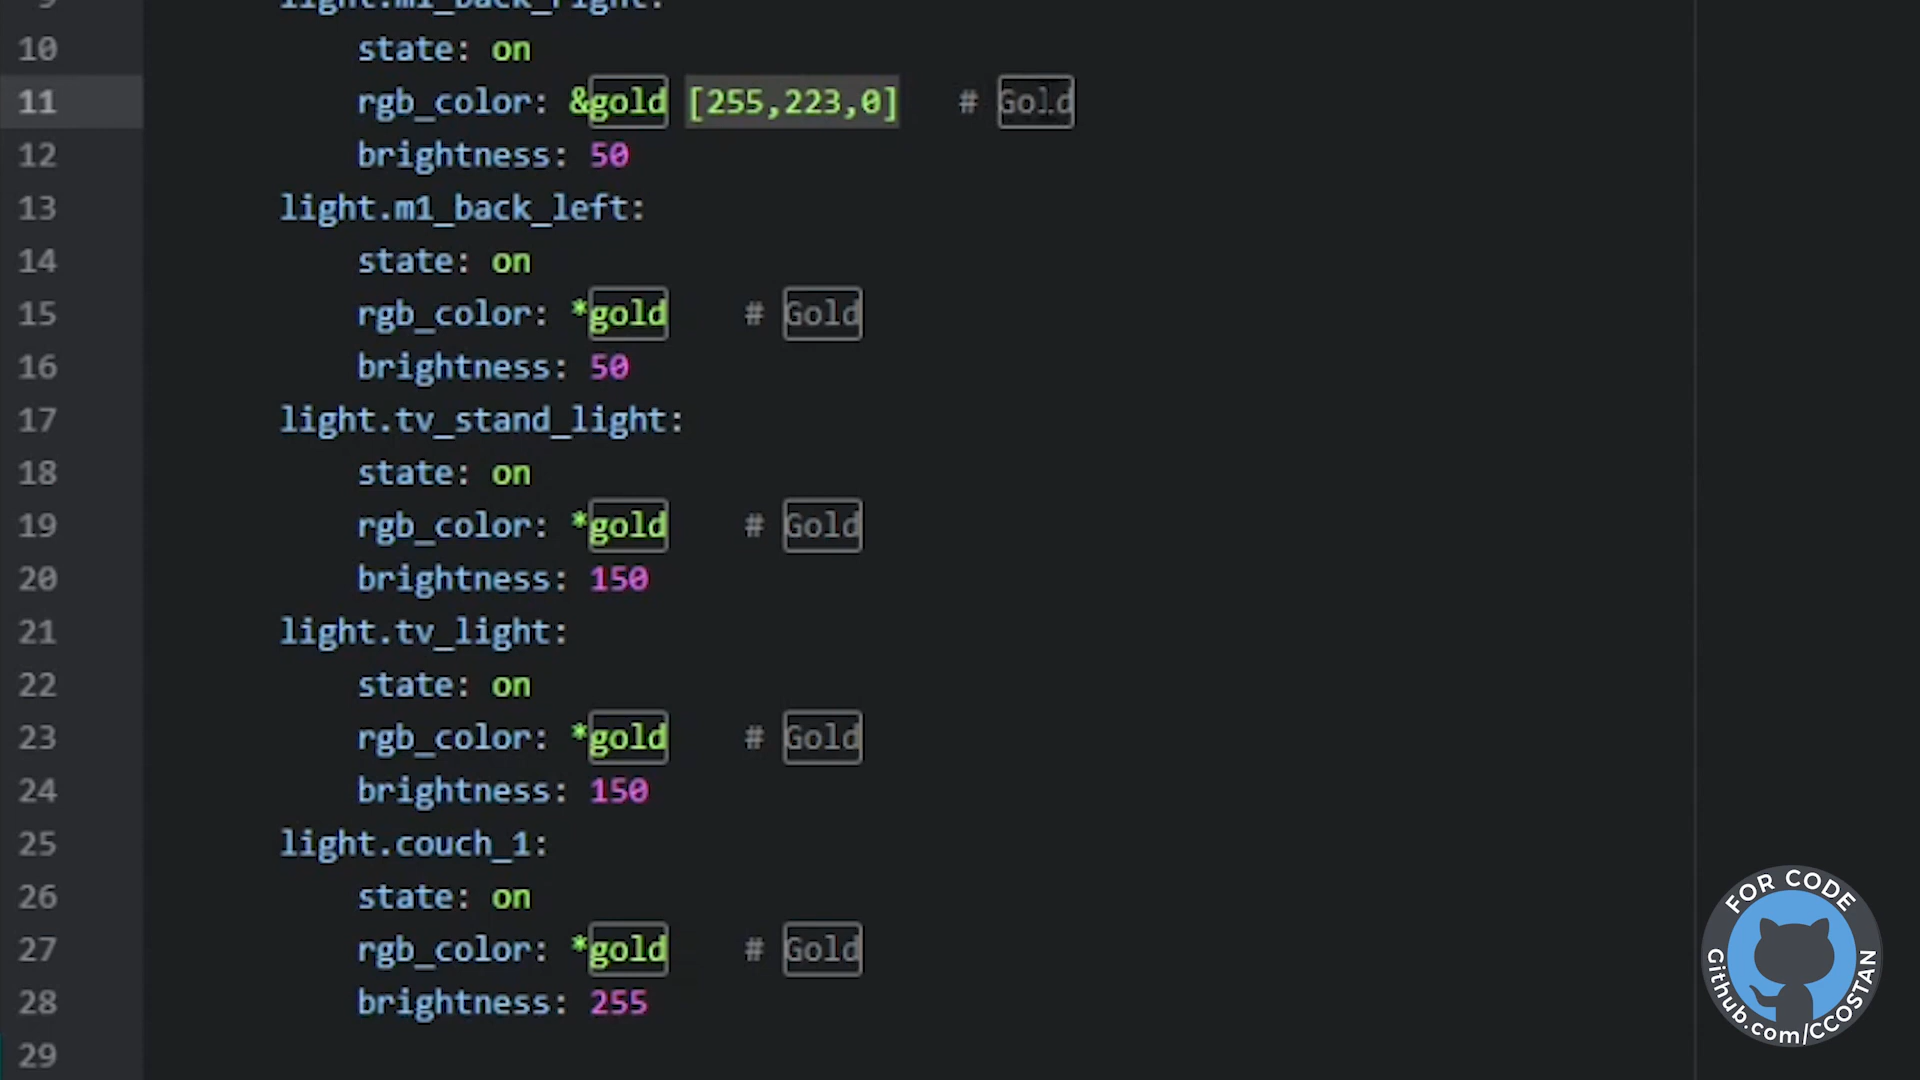 9 light.m1_back_right:
10 state: on
11 rgb_color: &gold [255,223,0] # Gold
12 brightness: 50
13 light.m1_back_left:
14 state: on
15 rgb_color: *gold # Gold
16 brightness: 50
17 light.tv_stand_light:
18 state: on
19 rgb_color: *gold # Gold
20 brightness: 150
21 light.tv_light:
22 state: on
23 rgb_color: *gold # Gold
24 brightness: 150
25 light.couch_1:
26 state: on
27 rgb_color: *gold # Gold
28 brightness: 255
29
FOR CODE
Github.com/CCOSTAN